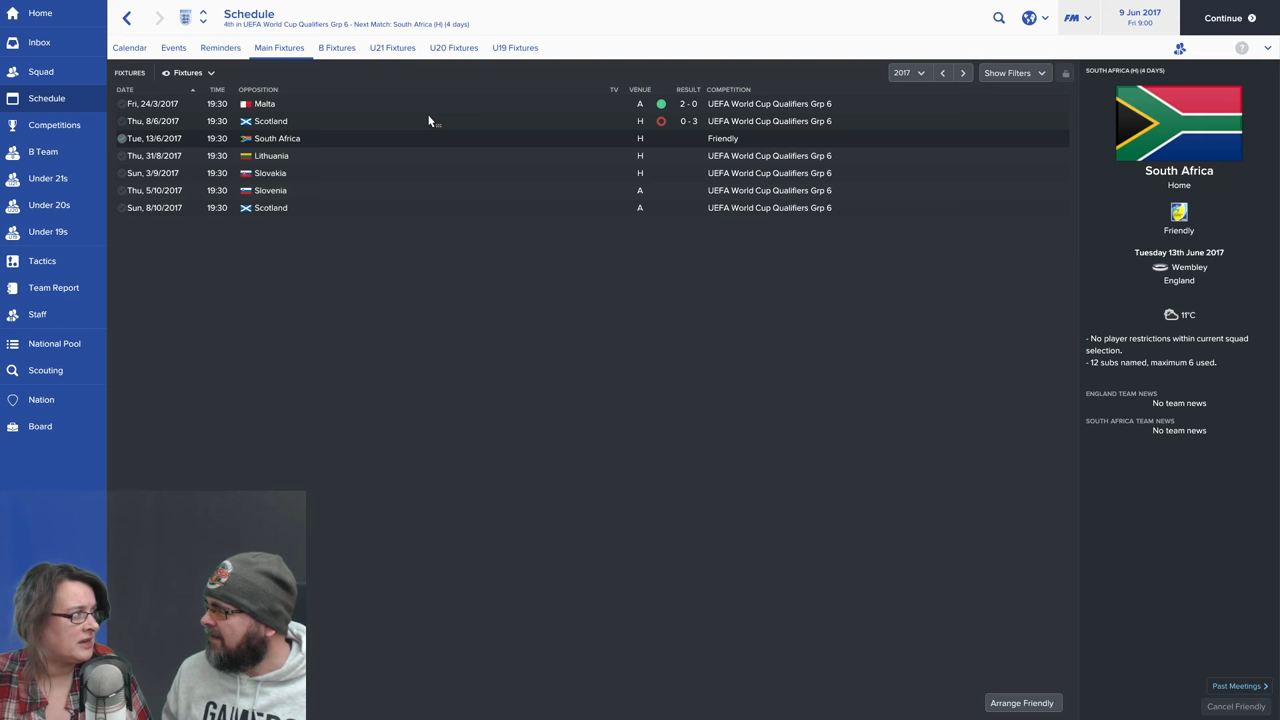 Home
Inbox
Squad
Schedule
Competitions
B Team
Under 21s
Under 20s
Under 19s
Tactics
Team Report
Staff
National Pool
Scouting
Nation
Board
Schedule
4th in UEFA World Cup Qualifiers Grp 6 - Next Match: South Africa (H) (4 days)
FM
9 Jun 2017
Fri 9:00
Continue
Calendar Events Reminders Main Fixtures B Fixtures U21 Fixtures U20 Fixtures U19 Fixtures
?
FIXTURES Fixtures 2017 Show Filters
DATE TIME OPPOSITION TV VENUE RESULT COMPETITION
Fri, 24/3/2017 19:30 Malta A 2 - 0 UEFA World Cup Qualifiers Grp 6
Thu, 8/6/2017 19:30 Scotland H 0 - 3 UEFA World Cup Qualifiers Grp 6
Tue, 13/6/2017 19:30 South Africa H Friendly
Thu, 31/8/2017 19:30 Lithuania H UEFA World Cup Qualifiers Grp 6
Sun, 3/9/2017 19:30 Slovakia H UEFA World Cup Qualifiers Grp 6
Thu, 5/10/2017 19:30 Slovenia A UEFA World Cup Qualifiers Grp 6
Sun, 8/10/2017 19:30 Scotland A UEFA World Cup Qualifiers Grp 6
SOUTH AFRICA (H) (4 DAYS)
South Africa
Home
Friendly
Tuesday 13th June 2017
Wembley
England
11°C
- No player restrictions within current squad
selection.
- 12 subs named, maximum 6 used.
ENGLAND TEAM NEWS
No team news
SOUTH AFRICA TEAM NEWS
No team news
Past Meetings
Arrange Friendly
Cancel Friendly